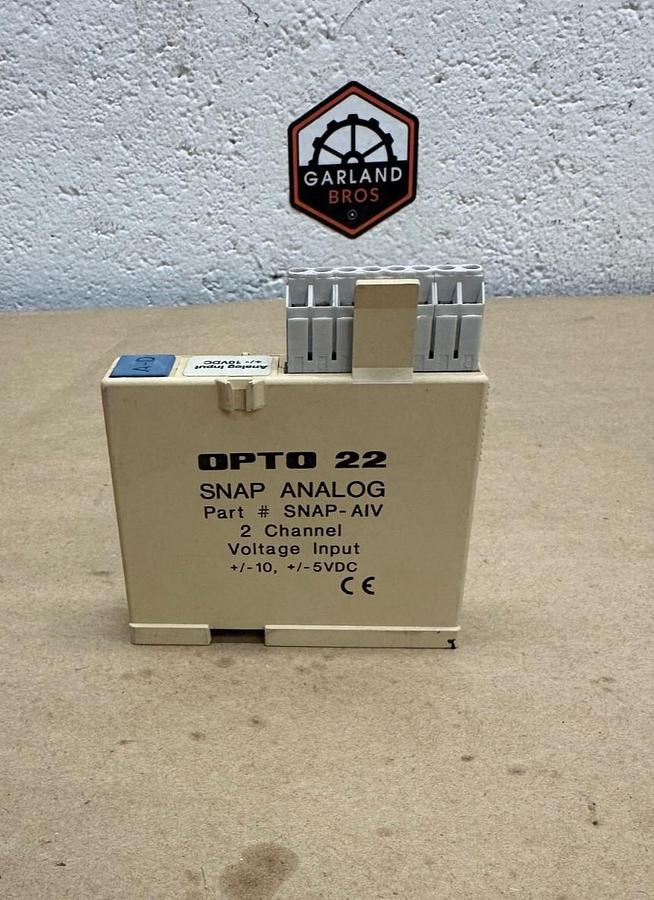 GARLAND
BROS
A-D
Analog Input
+/- 10VDC
OPTO 22
SNAP ANALOG
Part # SNAP-AIV
2 Channel
Voltage Input
+/-10, +/-5VDC
CE